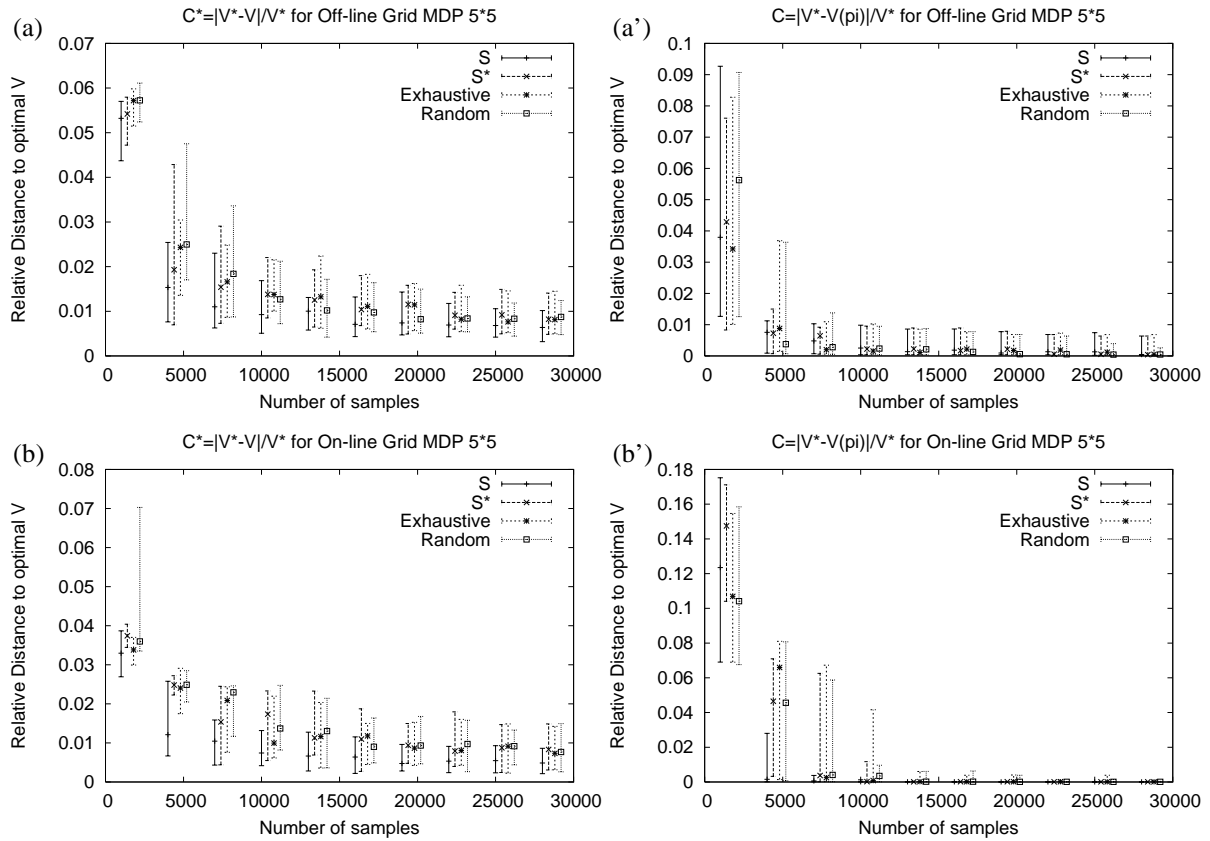 (a)
C*=|V*-V|/V* for Off-line Grid MDP 5*5
Relative Distance to optimal V
0.07
0.06
0.05
0.04
0.03
0.02
0.01
0
S
S*
Exhaustive
Random
0 5000 10000 15000 20000 25000 30000
Number of samples
(a')
C=|V*-V(pi)|/V* for Off-line Grid MDP 5*5
Relative Distance to optimal V
0.1
0.09
0.08
0.07
0.06
0.05
0.04
0.03
0.02
0.01
0
S
S*
Exhaustive
Random
0 5000 10000 15000 20000 25000 30000
Number of samples
(b)
C*=|V*-V|/V* for On-line Grid MDP 5*5
Relative Distance to optimal V
0.08
0.07
0.06
0.05
0.04
0.03
0.02
0.01
0
S
S*
Exhaustive
Random
0 5000 10000 15000 20000 25000 30000
Number of samples
(b')
C=|V*-V(pi)|/V* for On-line Grid MDP 5*5
Relative Distance to optimal V
0.18
0.16
0.14
0.12
0.1
0.08
0.06
0.04
0.02
0
S
S*
Exhaustive
Random
0 5000 10000 15000 20000 25000 30000
Number of samples